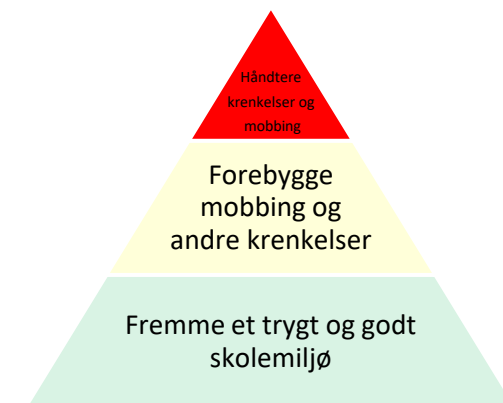 Håndtere
krenkelser og
mobbing
Forebygge
mobbing og
andre krenkelser
Fremme et trygt og godt
skolemiljø